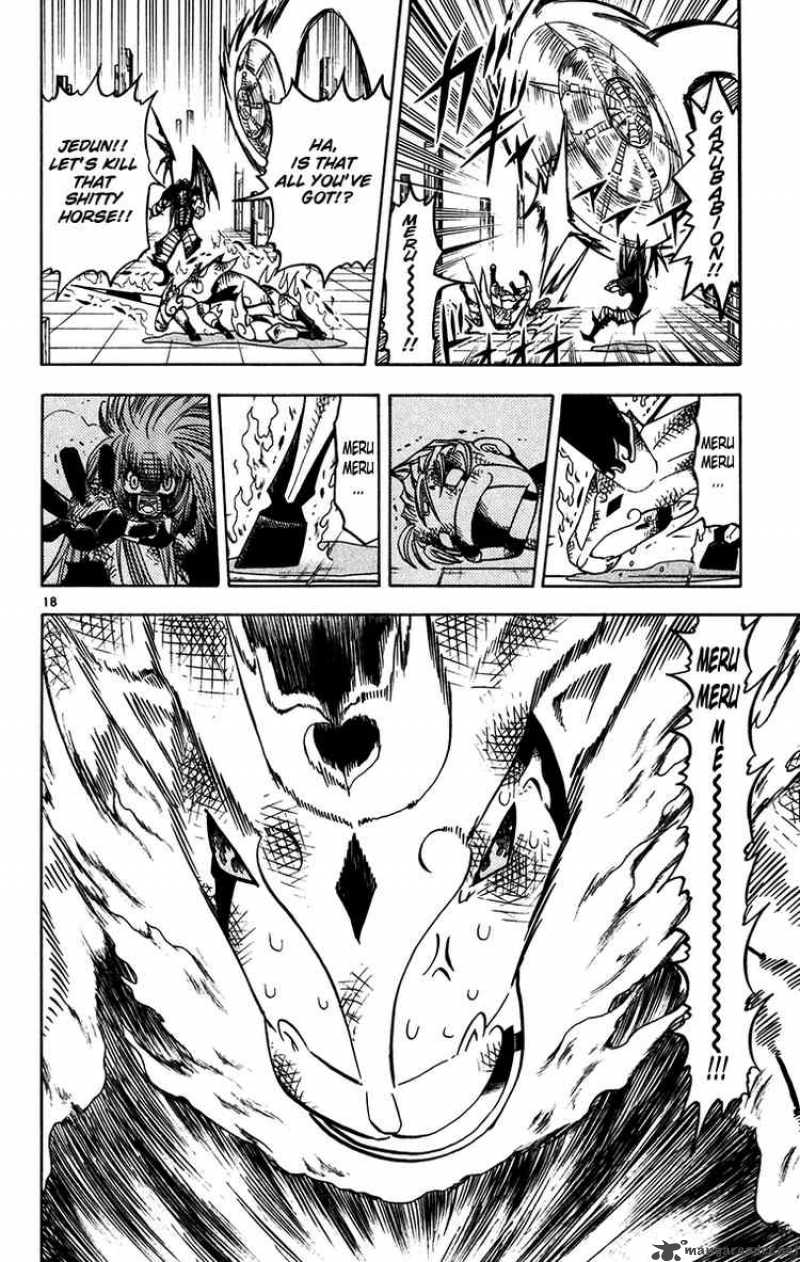 GARUBABION!!
MERU~!!
HA,
IS THAT
ALL YOU'VE
GOT!?
JEDUN!!
LET'S KILL
THAT
SHITTY
HORSE!!
MERU
MERU
...
MERU
MERU
...
18
MERU
MERU
ME~!!!